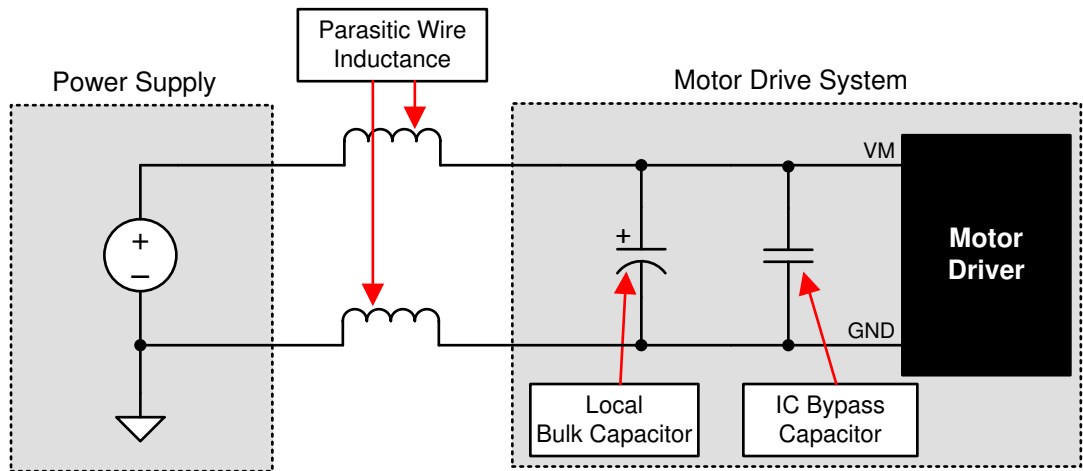 Parasitic Wire
Inductance
Power Supply
Motor Drive System
VM
+
–
+
Motor
Driver
GND
Local
Bulk Capacitor
IC Bypass
Capacitor